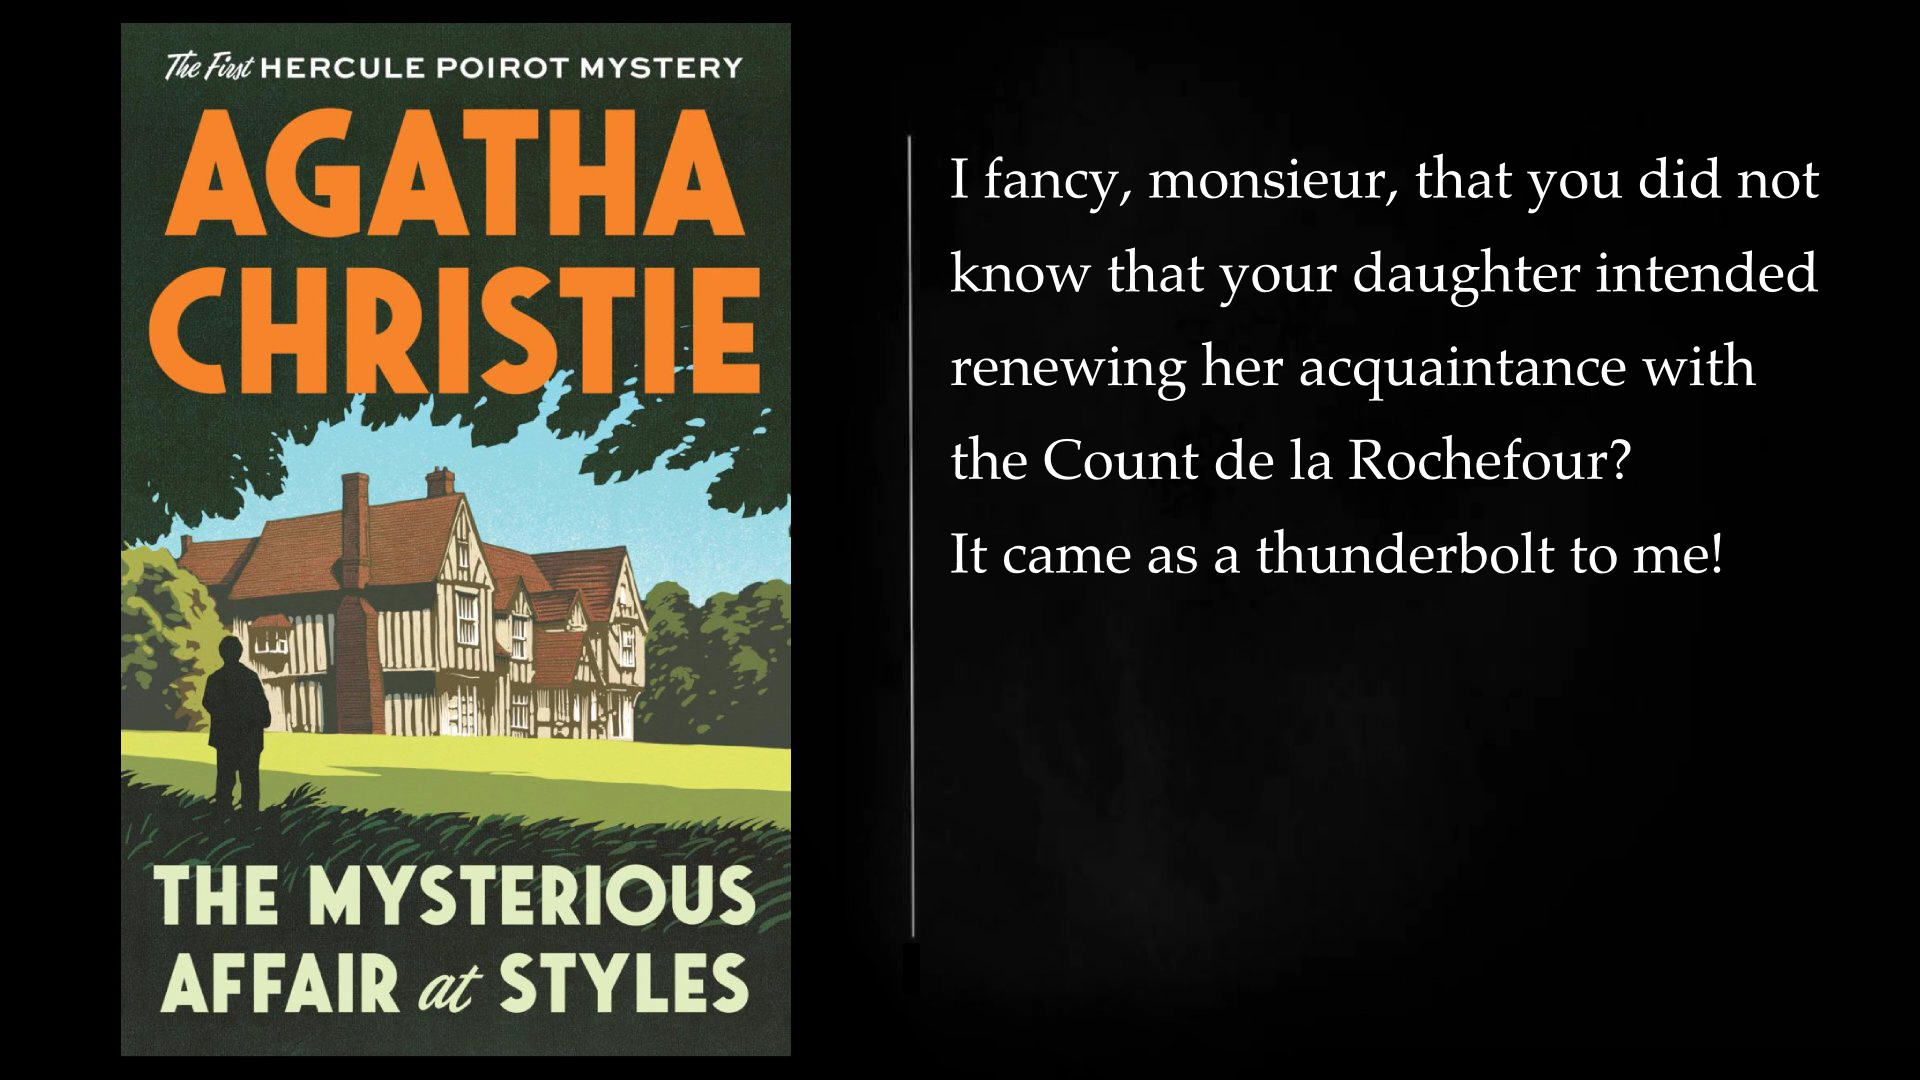 The First HERCULE POIROT MYSTERY
AGATHA
CHRISTIE
THE MYSTERIOUS
AFFAIR at STYLES
I fancy, monsieur, that you did not
know that your daughter intended
renewing her acquaintance with
the Count de la Rochefour?
It came as a thunderbolt to me!